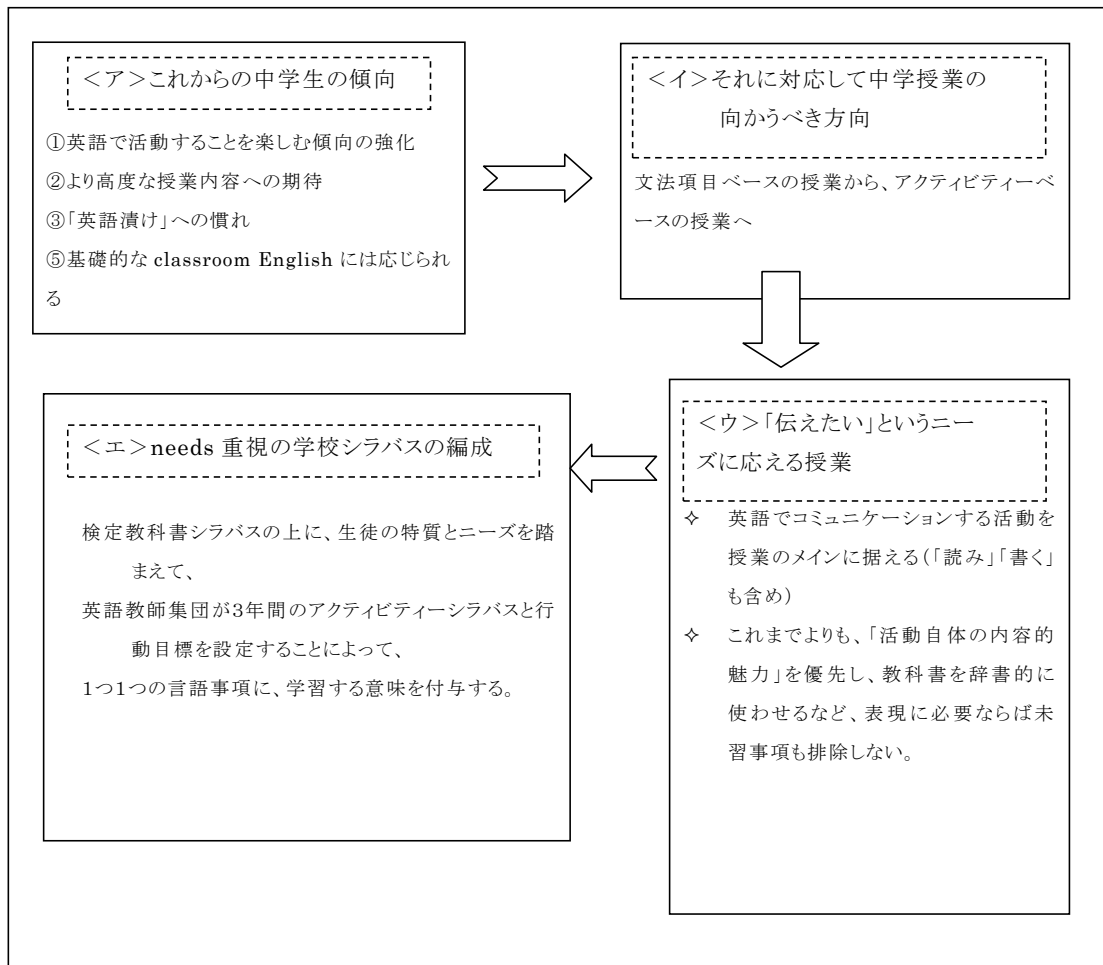 ＜ア＞これからの中学生の傾向
①英語で活動することを楽しむ傾向の強化
②より高度な授業内容への期待
③「英語漬け」への慣れ
⑤基礎的な classroom English には応じられ
る
＜イ＞それに対応して中学授業の
向かうべき方向
文法項目ベースの授業から、アクティビティーベ
ースの授業へ
＜ウ＞「伝えたい」というニー
ズに応える授業
✧ 英語でコミュニケーションする活動を
授業のメインに据える（「読み」「書く」
も含め）
✧ これまでよりも、「活動自体の内容的
魅力」を優先し、教科書を辞書的に
使わせるなど、表現に必要ならば未
習事項も排除しない。
＜エ＞needs 重視の学校シラバスの編成
検定教科書シラバスの上に、生徒の特質とニーズを踏
まえて、
英語教師集団が3年間のアクティビティーシラバスと行
動目標を設定することによって、
1つ1つの言語事項に、学習する意味を付与する。